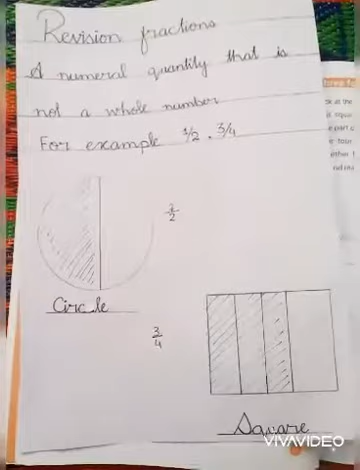 Revision fractions
A numeral quantity that is
not a whole number
For example 1/2, 3/4
1/2
Circle
3/4
Square
VIVAVIDEO